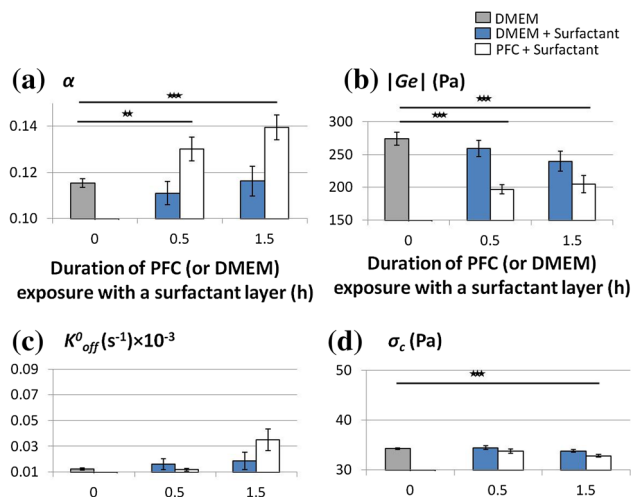 DMEM
DMEM + Surfactant
PFC + Surfactant
(a) α
**
***
0.14
0.12
0.10
0 0.5 1.5
Duration of PFC (or DMEM)
exposure with a surfactant layer (h)
(b) |Ge| (Pa)
***
***
300
250
200
150
0 0.5 1.5
Duration of PFC (or DMEM)
exposure with a surfactant layer (h)
(c) K⁰off (s⁻¹)×10⁻³
0.09
0.07
0.05
0.03
0.01
0 0.5 1.5
(d) σc (Pa)
***
50
40
30
0 0.5 1.5